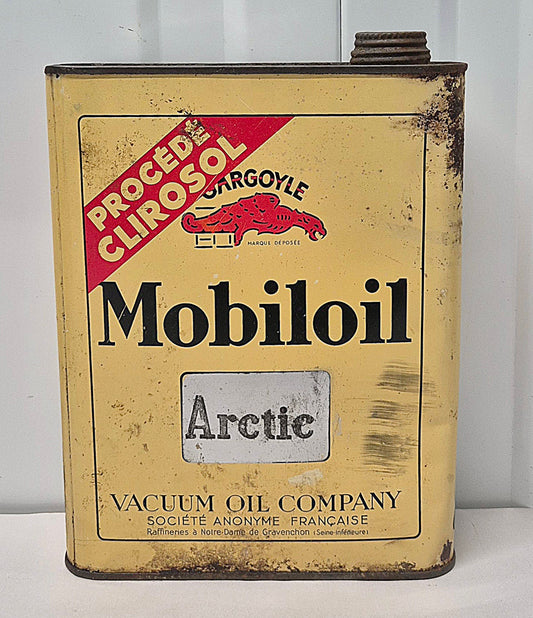 PROCÉDÉ
CLIROSOL
GARGOYLE
MARQUE DÉPOSÉE
Mobiloil
Arctic
VACUUM OIL COMPANY
SOCIÉTÉ ANONYME FRANÇAISE
Raffineries à Notre-Dame de Gravenchon (Seine-Inférieure)